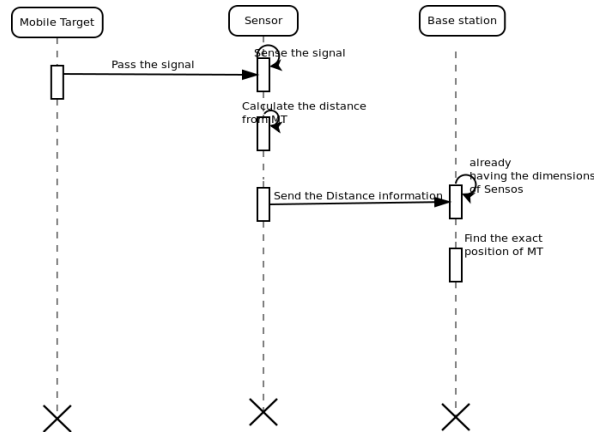 Mobile Target
Sensor
Base station
Sense the signal
Pass the signal
Calculate the distance
from MT
already
having the dimensions
of Sensos
Send the Distance information
Find the exact
position of MT